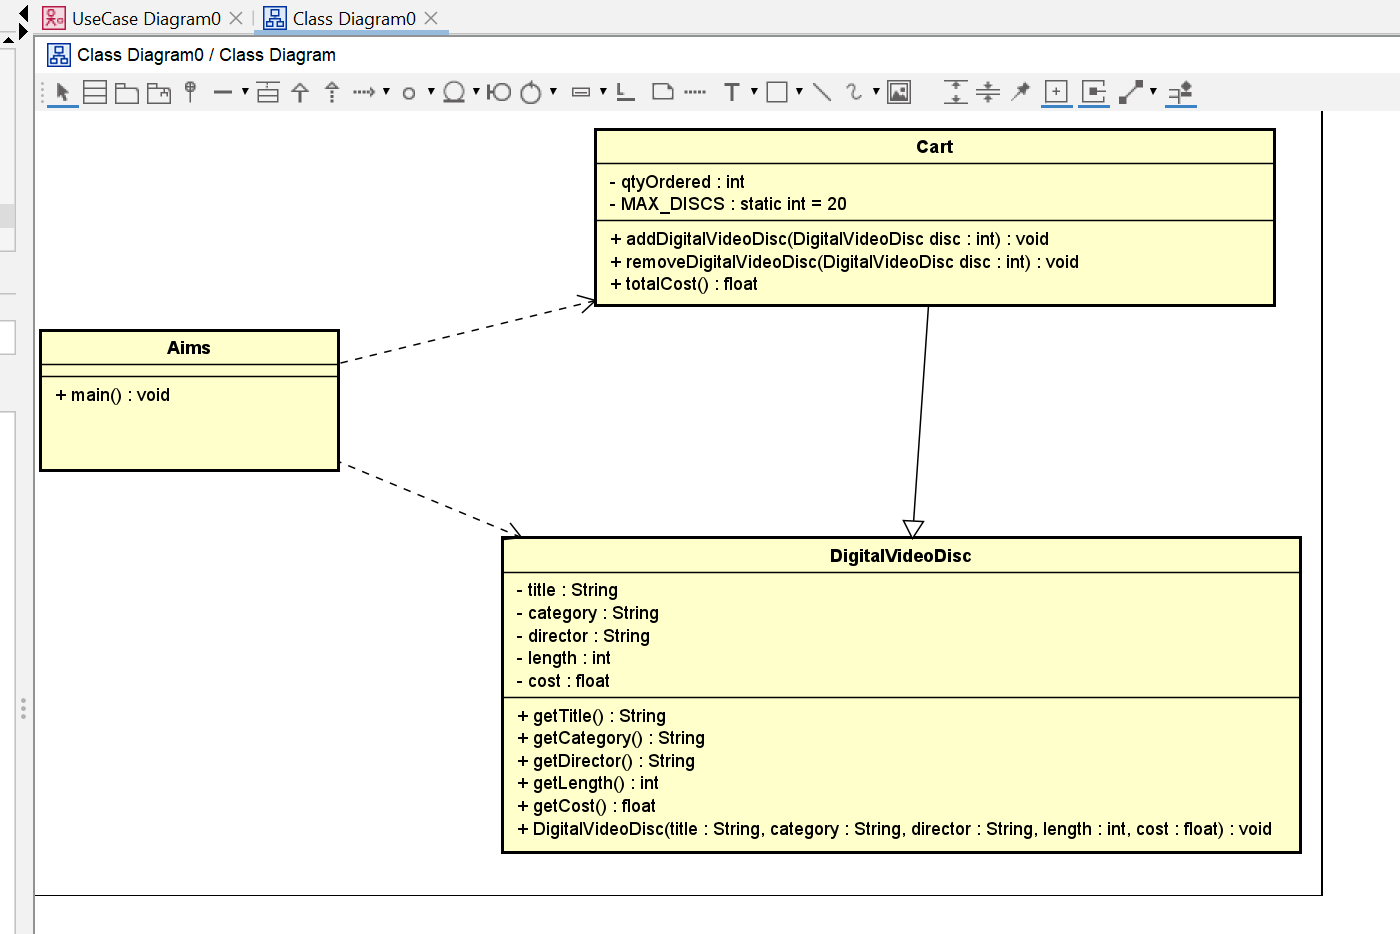 UseCase Diagram0
Class Diagram0
Class Diagram0 / Class Diagram
Cart
- qtyOrdered : int
- MAX_DISCS : static int = 20
+ addDigitalVideoDisc(DigitalVideoDisc disc : int) : void
+ removeDigitalVideoDisc(DigitalVideoDisc disc : int) : void
+ totalCost() : float
Aims
+ main() : void
DigitalVideoDisc
- title : String
- category : String
- director : String
- length : int
- cost : float
+ getTitle() : String
+ getCategory() : String
+ getDirector() : String
+ getLength() : int
+ getCost() : float
+ DigitalVideoDisc(title : String, category : String, director : String, length : int, cost : float) : void